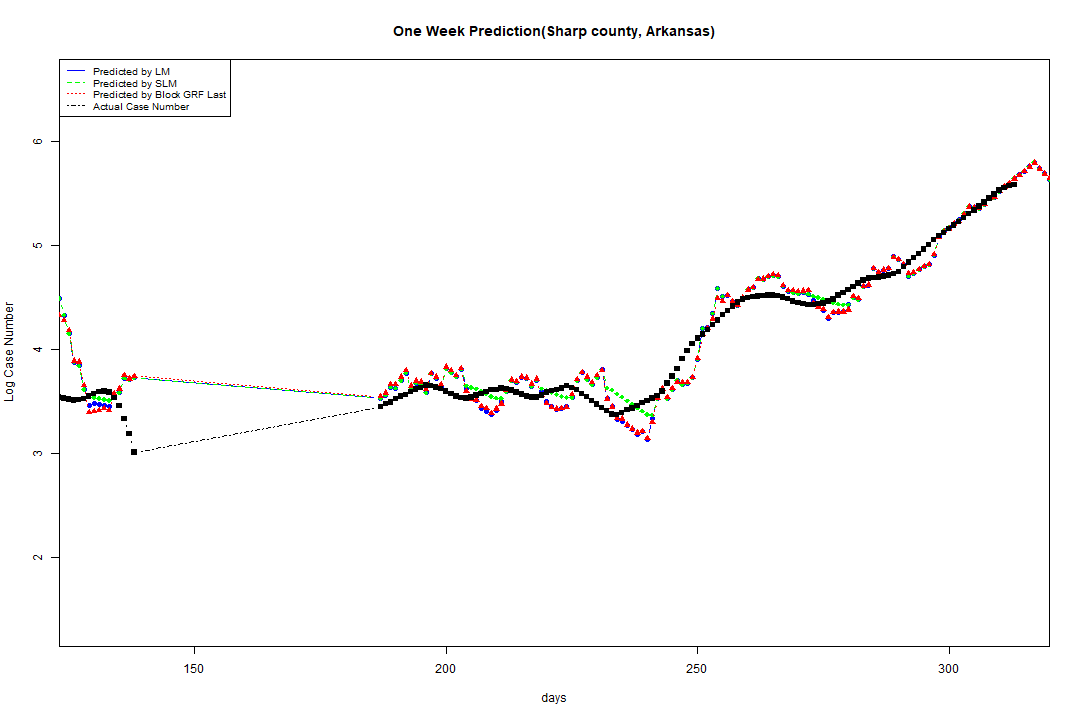 One Week Prediction(Sharp county, Arkansas)
Predicted by LM
Predicted by SLM
Predicted by Block GRF Last
Actual Case Number
6
5
4
3
2
Log Case Number
150
200
250
300
days